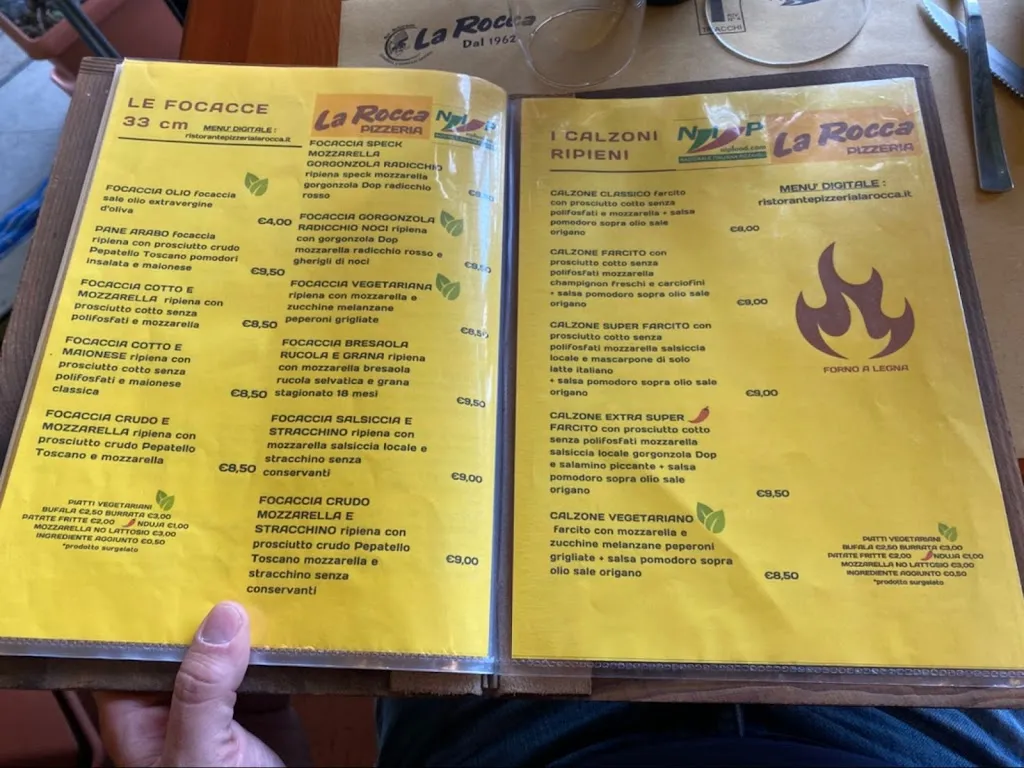 La Rocca
Dal 1962
LE FOCACCE
33 cm
MENU' DIGITALE :
ristorantepizzerialarocca.it
La Rocca
PIZZERIA
FOCACCIA OLIO focaccia
sale olio extravergine
d'oliva
€4,00
PANE ARABO focaccia
ripiena con prosciutto crudo
Pepatello Toscano pomodori
insalata e maionese
€9,50
FOCACCIA COTTO E
MOZZARELLA ripiena con
prosciutto cotto senza
polifosfati e mozzarella
€8,50
FOCACCIA COTTO E
MAIONESE ripiena con
prosciutto cotto senza
polifosfati e maionese
classica
€8,50
FOCACCIA CRUDO E
MOZZARELLA ripiena con
prosciutto crudo Pepatello
Toscano e mozzarella
€8,50
PIATTI VEGETARIANI
BUFALA €2,50 BURRATA €3,00
PATATE FRITTE €2,00 NDUJA €1,00
MOZZARELLA NO LATTOSIO €3,00
INGREDIENTE AGGIUNTO €0,50
*prodotto surgelato
FOCACCIA SPECK
MOZZARELLA
GORGONZOLA RADICCHIO
ripiena speck mozzarella
gorgonzola Dop radicchio
rosso
FOCACCIA GORGONZOLA
RADICCHIO NOCI ripiena
con gorgonzola Dop
mozzarella radicchio rosso e
gherigli di noci
€9,50
FOCACCIA VEGETARIANA
ripiena con mozzarella e
zucchine melanzane
peperoni grigliate
€8,50
FOCACCIA BRESAOLA
RUCOLA E GRANA ripiena
con mozzarella bresaola
rucola selvatica e grana
stagionato 18 mesi
€9,50
FOCACCIA SALSICCIA E
STRACCHINO ripiena con
mozzarella salsiccia locale e
stracchino senza
conservanti
€9,00
FOCACCIA CRUDO
MOZZARELLA E
STRACCHINO ripiena con
prosciutto crudo Pepatello
Toscano mozzarella e
stracchino senza
conservanti
€9,00
I CALZONI
RIPIENI
La Rocca
PIZZERIA
MENU' DIGITALE :
ristorantepizzerialarocca.it
CALZONE CLASSICO farcito
con prosciutto cotto senza
polifosfati e mozzarella + salsa
pomodoro sopra olio sale
origano
€8,00
CALZONE FARCITO con
prosciutto cotto senza
polifosfati mozzarella
champignon freschi e carciofini
+ salsa pomodoro sopra olio sale
origano
€9,00
CALZONE SUPER FARCITO con
prosciutto cotto senza
polifosfati mozzarella salsiccia
locale e mascarpone di solo
latte italiano
+ salsa pomodoro sopra olio sale
origano
€9,00
CALZONE EXTRA SUPER
FARCITO con prosciutto cotto
senza polifosfati mozzarella
salsiccia locale gorgonzola Dop
e salamino piccante + salsa
pomodoro sopra olio sale
origano
€9,50
CALZONE VEGETARIANO
farcito con mozzarella e
zucchine melanzane peperoni
grigliate + salsa pomodoro sopra
olio sale origano
€8,50
FORNO A LEGNA
PIATTI VEGETARIANI
BUFALA €2,50 BURRATA €3,00
PATATE FRITTE €2,00 NDUJA €1,00
MOZZARELLA NO LATTOSIO €3,00
INGREDIENTE AGGIUNTO €0,50
*prodotto surgelato